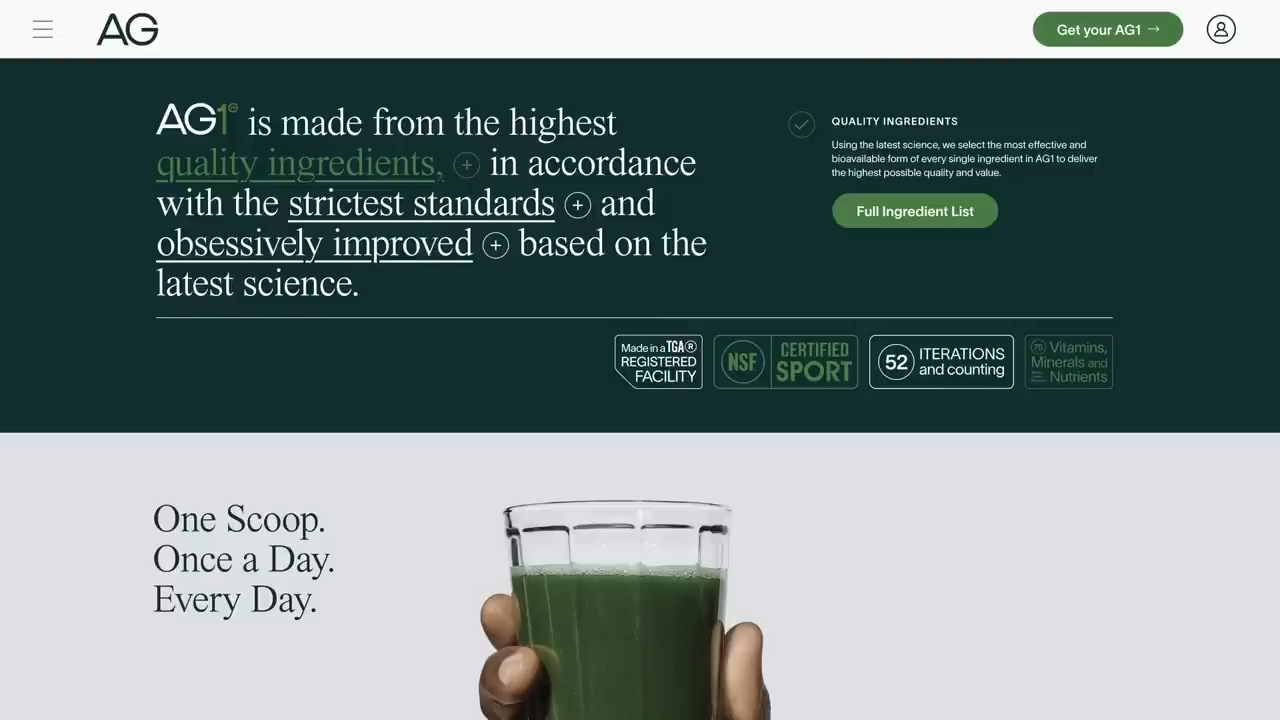 AG
Get your AG1 →
AG1 is made from the highest
quality ingredients, + in accordance
with the strictest standards + and
obsessively improved + based on the
latest science.
QUALITY INGREDIENTS
Using the latest science, we select the most effective and
bioavailable form of every single ingredient in AG1 to deliver
the highest possible quality and value.
Full Ingredient List
Made in a TGA®
REGISTERED
FACILITY
NSF
CERTIFIED
SPORT
52
ITERATIONS
and counting
75 Vitamins,
Minerals and
Nutrients
One Scoop.
Once a Day.
Every Day.